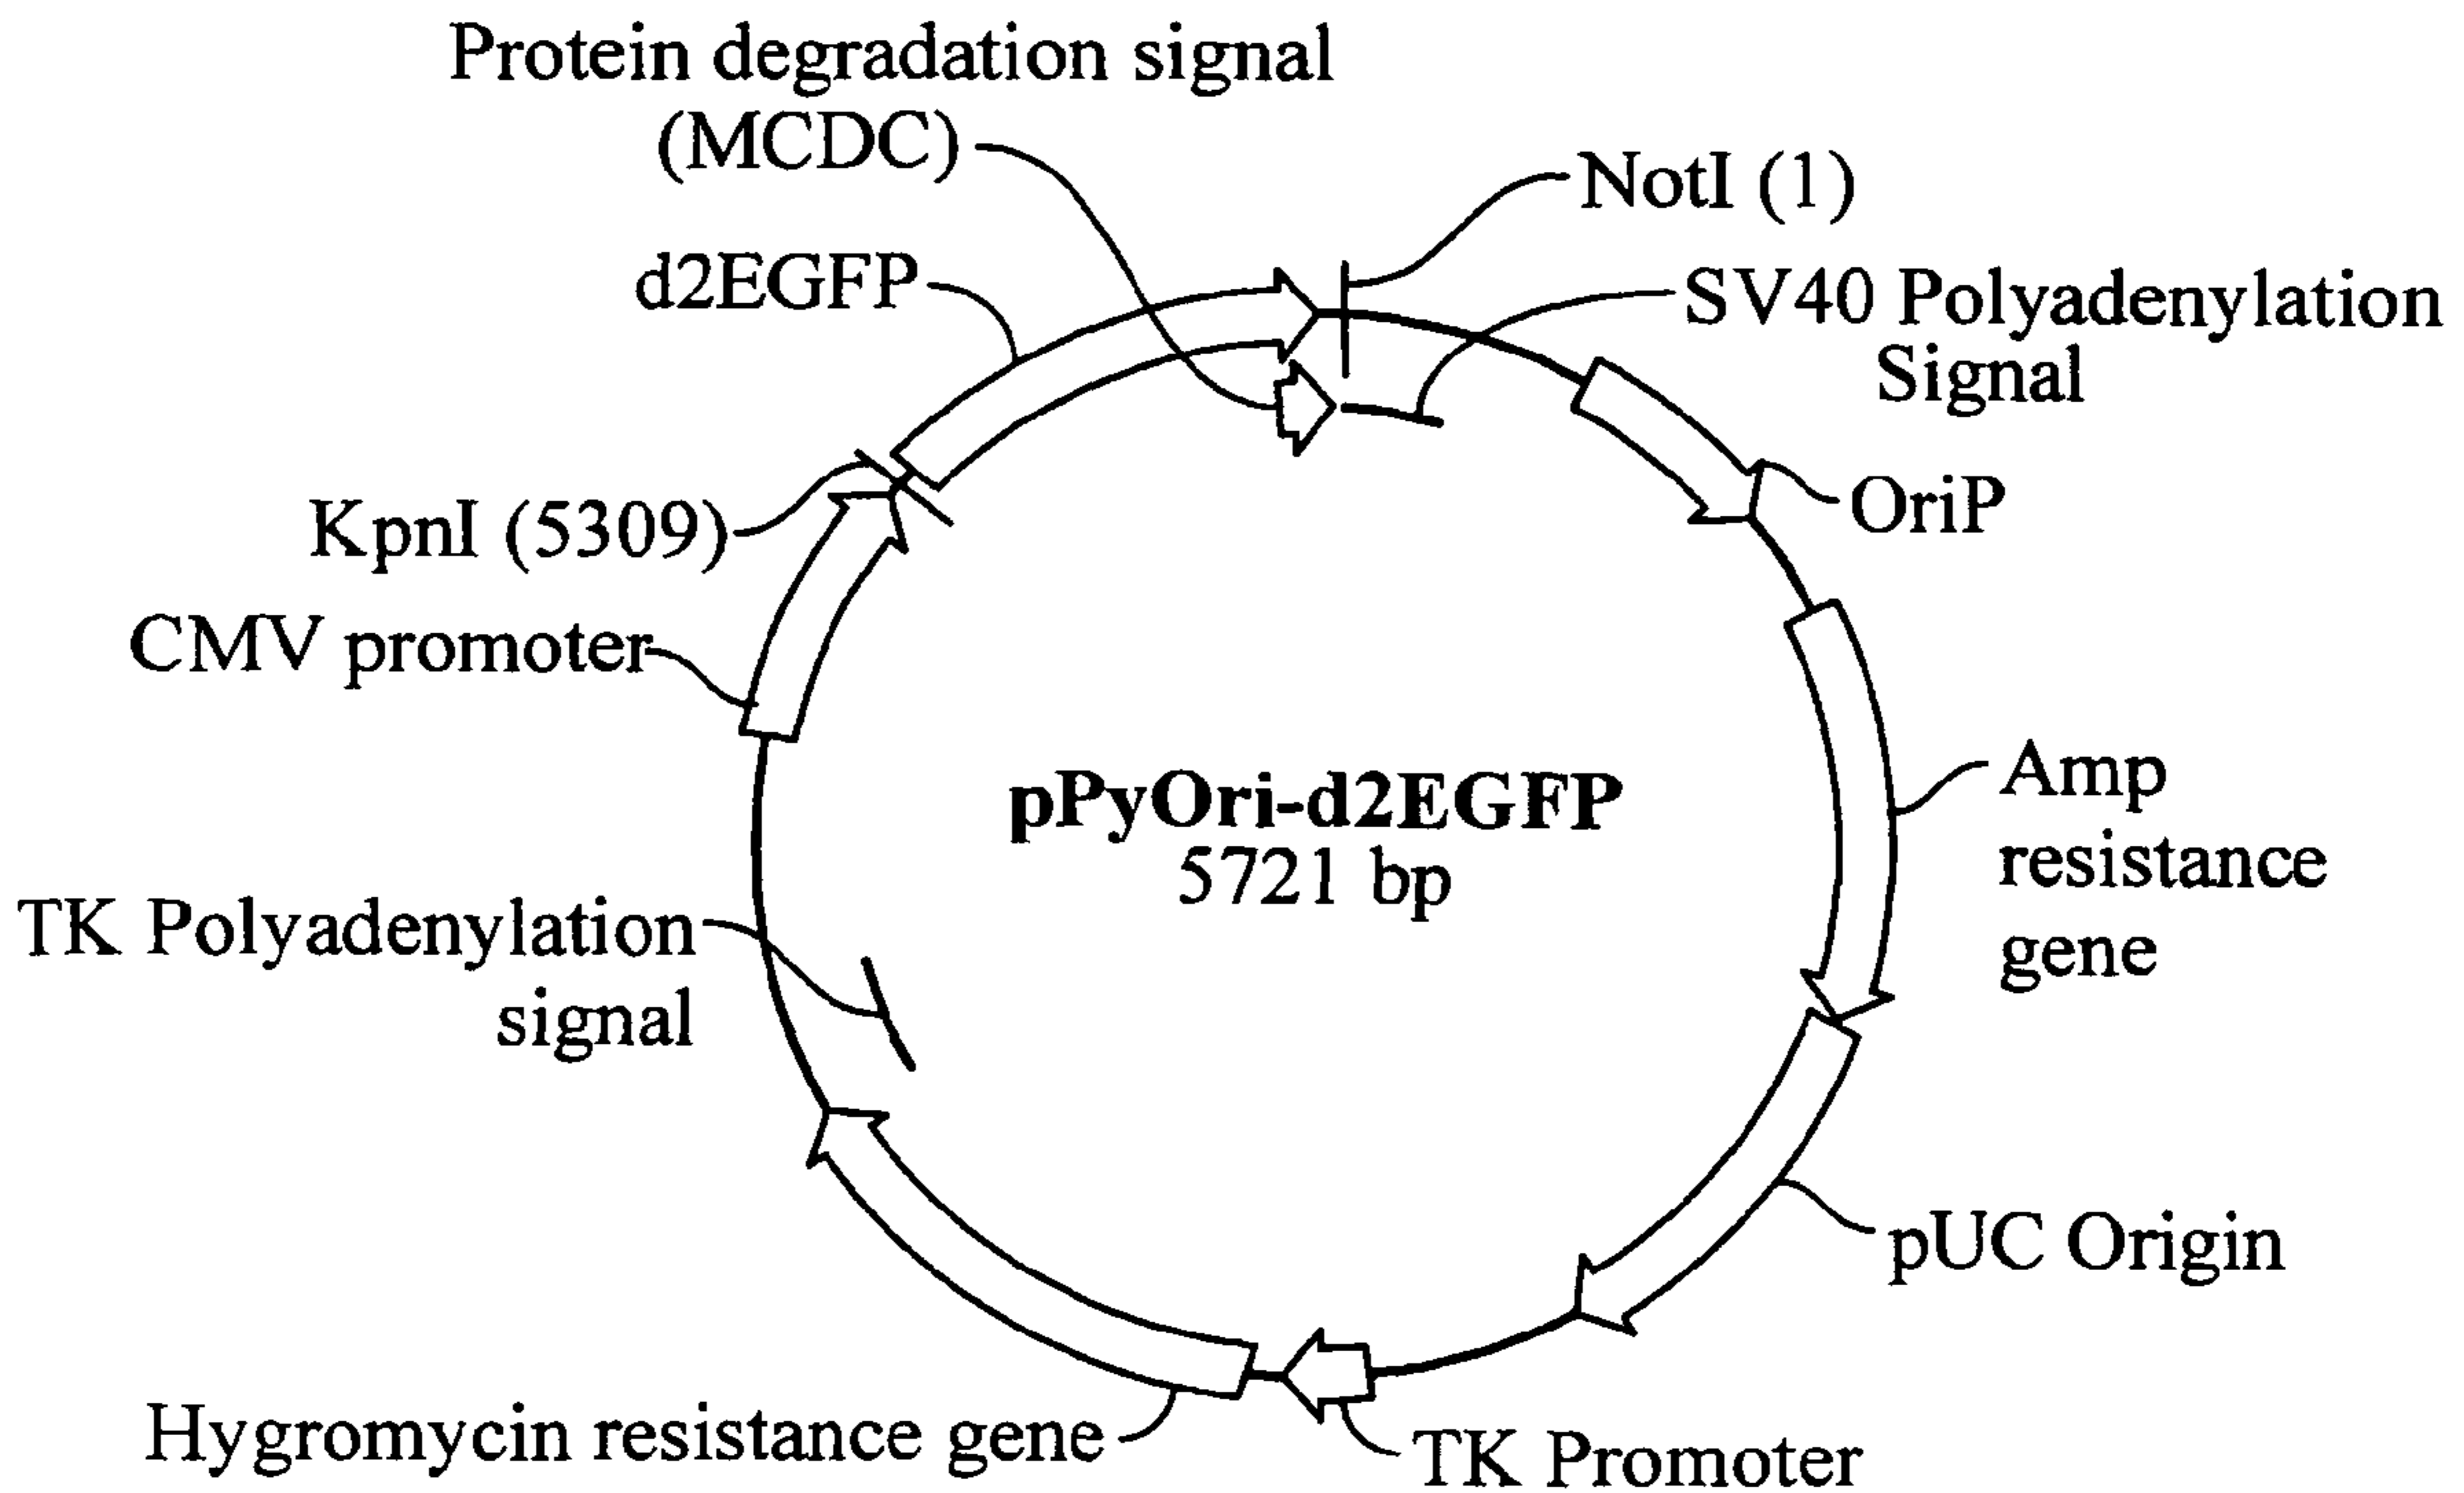 Protein degradation signal
(MCDC)
NotI (1)
d2EGFP
SV40 Polyadenylation
Signal
KpnI (5309)
OriP
CMV promoter
Amp
resistance
gene
pPyOri-d2EGFP
5721 bp
TK Polyadenylation
signal
pUC Origin
Hygromycin resistance gene
TK Promoter